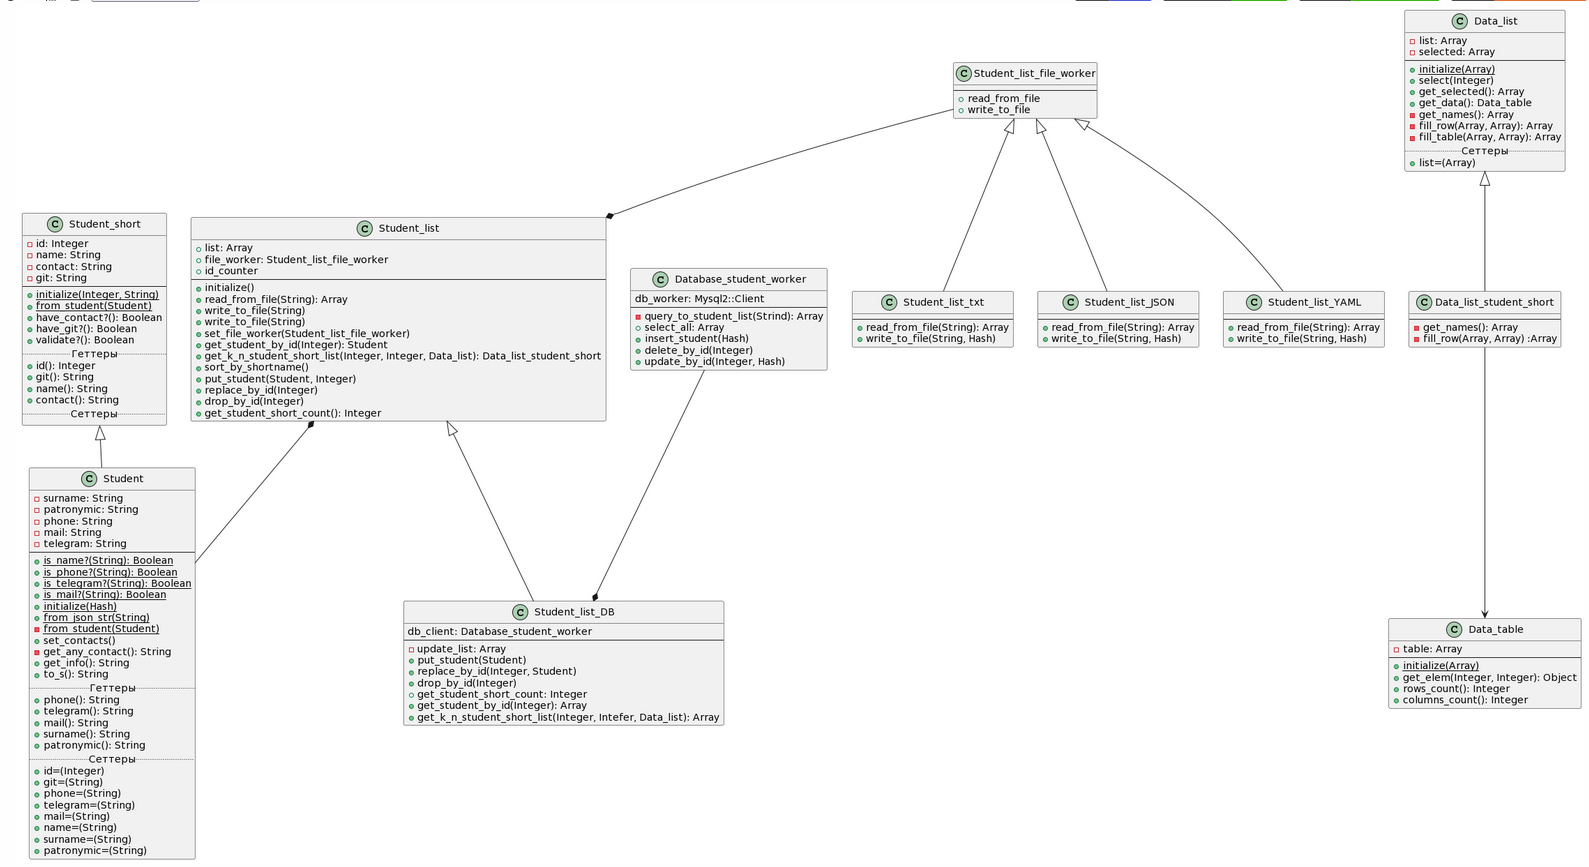 C Data_list
list: Array
selected: Array
initialize(Array)
select(Integer)
get_selected(): Array
get_data(): Data_table
get_names(): Array
fill_row(Array, Array): Array
fill_table(Array, Array): Array
Сеттеры
list=(Array)
C Student_list_file_worker
read_from_file
write_to_file
C Student_short
id: Integer
name: String
contact: String
git: String
initialize(Integer, String)
from_student(Student)
have_contact?(): Boolean
have_git?(): Boolean
validate?(): Boolean
Геттеры
id(): Integer
git(): String
name(): String
contact(): String
Сеттеры
C Student_list
list: Array
file_worker: Student_list_file_worker
id_counter
initialize()
read_from_file(String): Array
write_to_file(String)
write_to_file(String)
set_file_worker(Student_list_file_worker)
get_student_by_id(Integer): Student
get_k_n_student_short_list(Integer, Integer, Data_list): Data_list_student_short
sort_by_shortname()
put_student(Student, Integer)
replace_by_id(Integer)
drop_by_id(Integer)
get_student_short_count(): Integer
C Database_student_worker
db_worker: Mysql2::Client
query_to_student_list(Strind): Array
select_all: Array
insert_student(Hash)
delete_by_id(Integer)
update_by_id(Integer, Hash)
C Student_list_txt
read_from_file(String): Array
write_to_file(String, Hash)
C Student_list_JSON
read_from_file(String): Array
write_to_file(String, Hash)
C Student_list_YAML
read_from_file(String): Array
write_to_file(String, Hash)
C Data_list_student_short
get_names(): Array
fill_row(Array, Array) :Array
C Student
surname: String
patronymic: String
phone: String
mail: String
telegram: String
is_name?(String): Boolean
is_phone?(String): Boolean
is_telegram?(String): Boolean
is_mail?(String): Boolean
initialize(Hash)
from_json_str(String)
from_student(Student)
set_contacts()
get_any_contact(): String
get_info(): String
to_s(): String
Геттеры
phone(): String
telegram(): String
mail(): String
surname(): String
patronymic(): String
Сеттеры
id=(Integer)
git=(String)
phone=(String)
telegram=(String)
mail=(String)
name=(String)
surname=(String)
patronymic=(String)
C Student_list_DB
db_client: Database_student_worker
update_list: Array
put_student(Student)
replace_by_id(Integer, Student)
drop_by_id(Integer)
get_student_short_count: Integer
get_student_by_id(Integer): Array
get_k_n_student_short_list(Integer, Intefer, Data_list): Array
C Data_table
table: Array
initialize(Array)
get_elem(Integer, Integer): Object
rows_count(): Integer
columns_count(): Integer